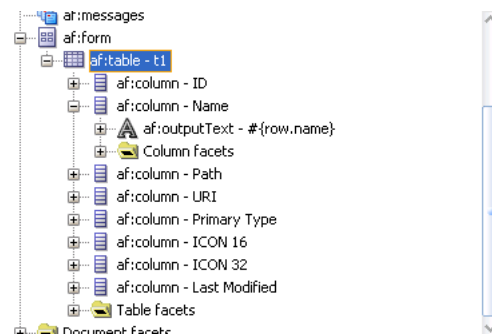 af:messages
af:form
af:table - t1
af:column - ID
af:column - Name
af:outputText - #{row.name}
Column facets
af:column - Path
af:column - URI
af:column - Primary Type
af:column - ICON 16
af:column - ICON 32
af:column - Last Modified
Table facets
Document facets